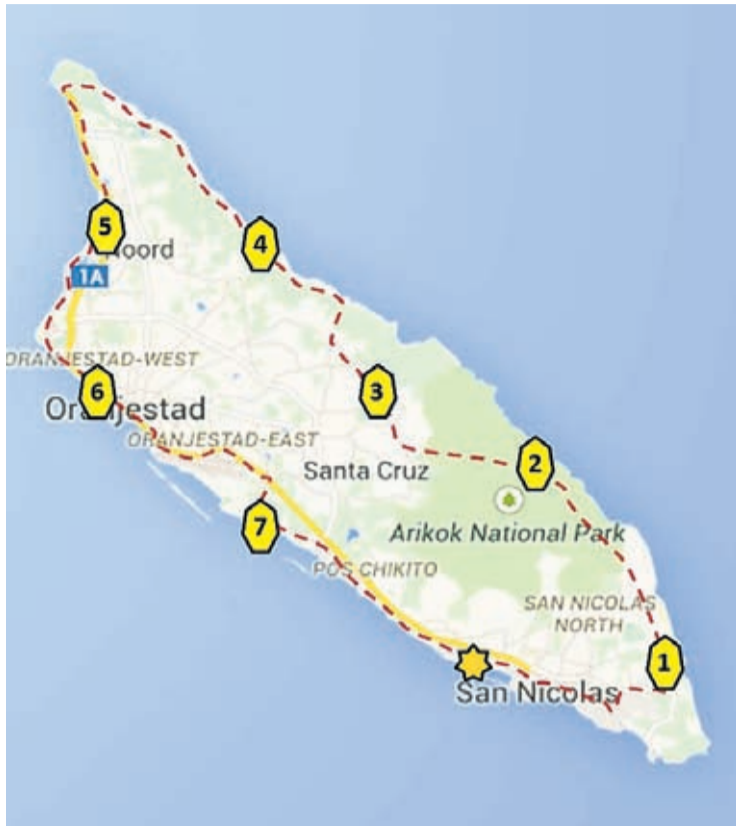 4
5
Noord
1A
ORANJESTAD-WEST
3
6
Oranjestad
ORANJESTAD-EAST
2
Santa Cruz
7
Arikok National Park
POS CHIKITO
SAN NICOLAS
NORTH
1
San Nicolas